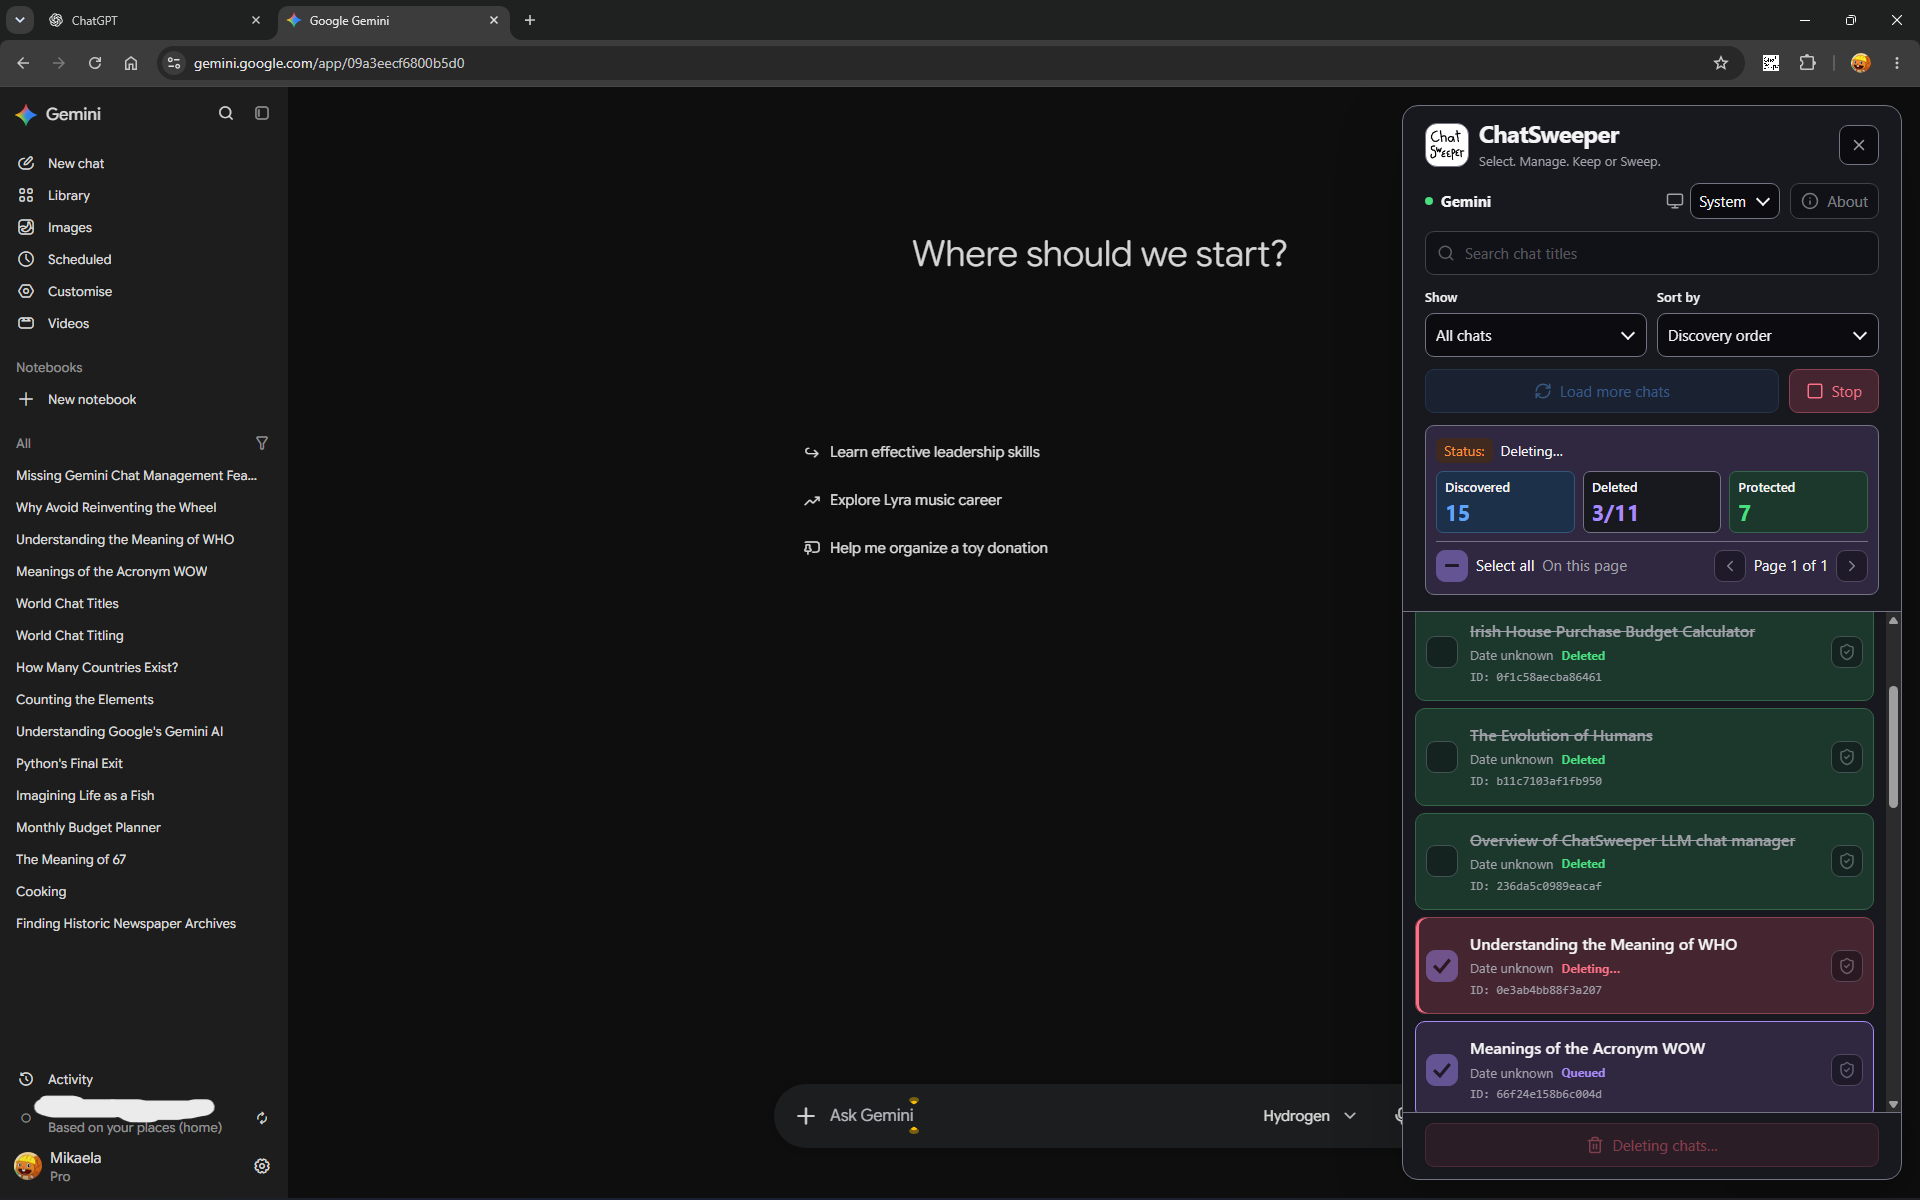 ChatGPT
Google Gemini
gemini.google.com/app/09a3eecf6800b5d0
Gemini
New chat
Library
Images
Scheduled
Customise
Videos
Notebooks
New notebook
All
Missing Gemini Chat Management Fea...
Why Avoid Reinventing the Wheel
Understanding the Meaning of WHO
Meanings of the Acronym WOW
World Chat Titles
World Chat Titling
How Many Countries Exist?
Counting the Elements
Understanding Google's Gemini AI
Python's Final Exit
Imagining Life as a Fish
Monthly Budget Planner
The Meaning of 67
Cooking
Finding Historic Newspaper Archives
Activity
Based on your places (home)
Mikaela
Pro
Where should we start?
Learn effective leadership skills
Explore Lyra music career
Help me organize a toy donation
Ask Gemini
Hydrogen
Chat Sweeper
ChatSweeper
Select. Manage. Keep or Sweep.
Gemini
System
About
Search chat titles
Show
Sort by
All chats
Discovery order
Load more chats
Stop
Status: Deleting...
Discovered
15
Deleted
3/11
Protected
7
Select all On this page
Page 1 of 1
Irish House Purchase Budget Calculator
Date unknown Deleted
ID: 0f1c58aecba86461
The Evolution of Humans
Date unknown Deleted
ID: b11c7103af1fb950
Overview of ChatSweeper LLM chat manager
Date unknown Deleted
ID: 236da5c0989eacaf
Understanding the Meaning of WHO
Date unknown Deleting...
ID: 0e3ab4bb88f3a207
Meanings of the Acronym WOW
Date unknown Queued
ID: 66f24e158b6c004d
Deleting chats...